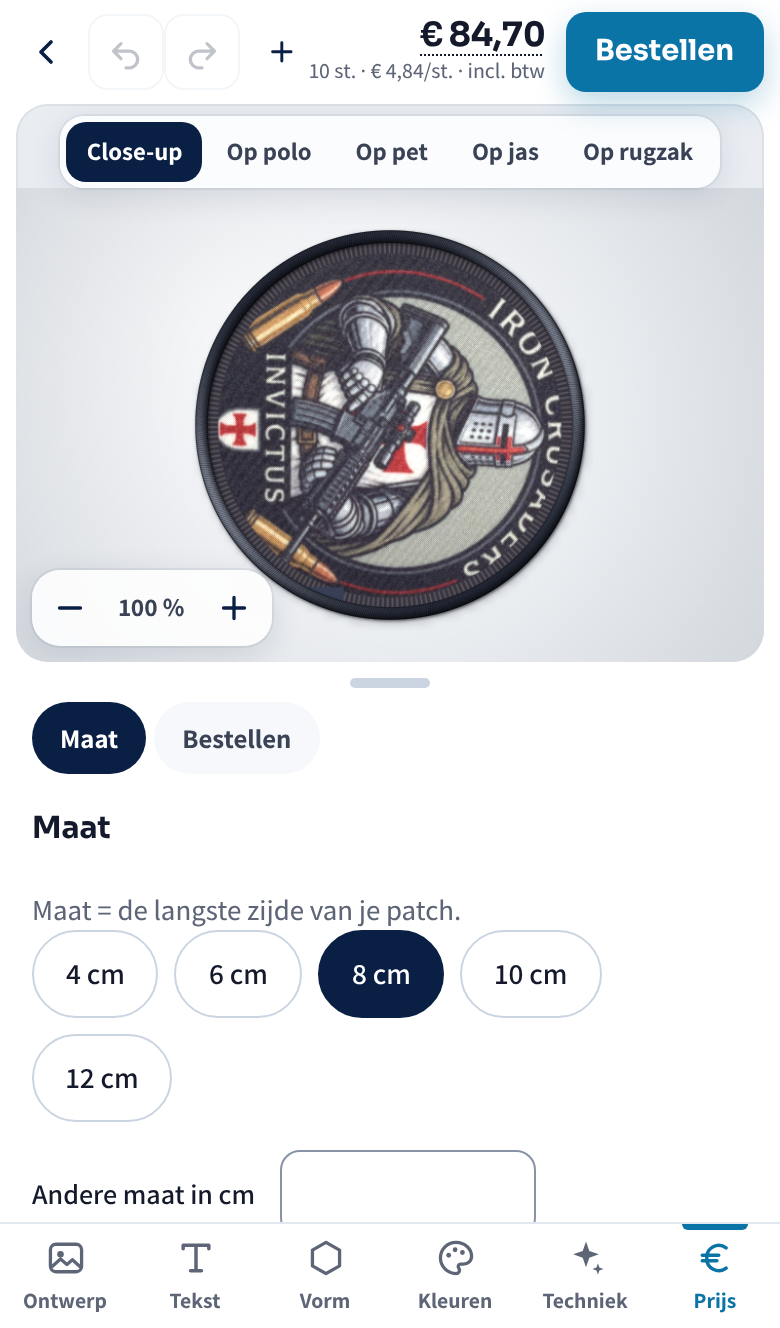 € 84,70
10 st. · € 4,84/st. · incl. btw
Bestellen
Close-up
Op polo
Op pet
Op jas
Op rugzak
IRON CRUSADERS
INVICTUS
100 %
Maat
Bestellen
Maat
Maat = de langste zijde van je patch.
4 cm
6 cm
8 cm
10 cm
12 cm
Andere maat in cm
Ontwerp
Tekst
Vorm
Kleuren
Techniek
Prijs